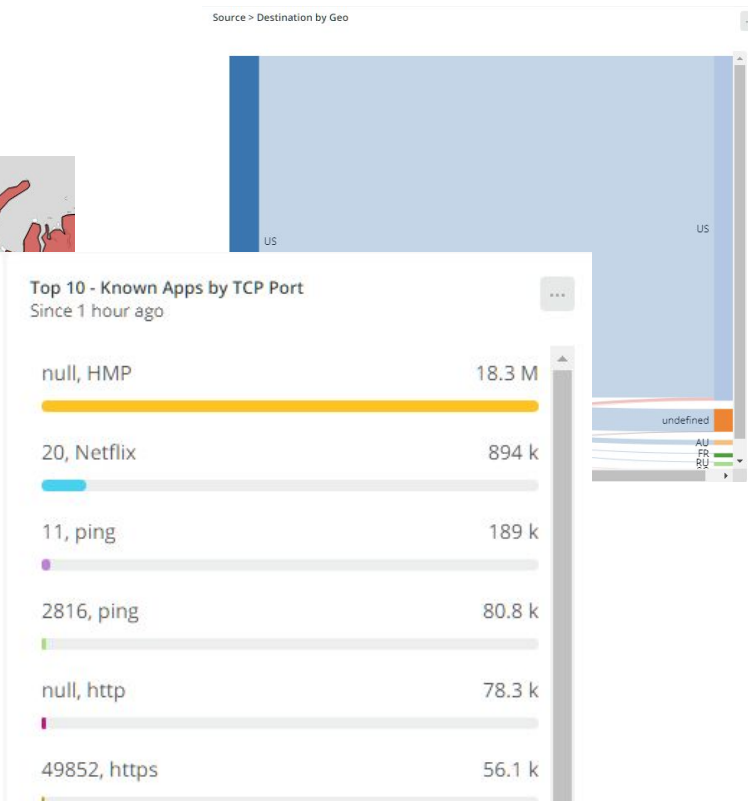 Source > Destination by Geo
US
US
undefined
AU
FR
RU
Top 10 - Known Apps by TCP Port
Since 1 hour ago
...
null, HMP 18.3 M
20, Netflix 894 k
11, ping 189 k
2816, ping 80.8 k
null, http 78.3 k
49852, https 56.1 k